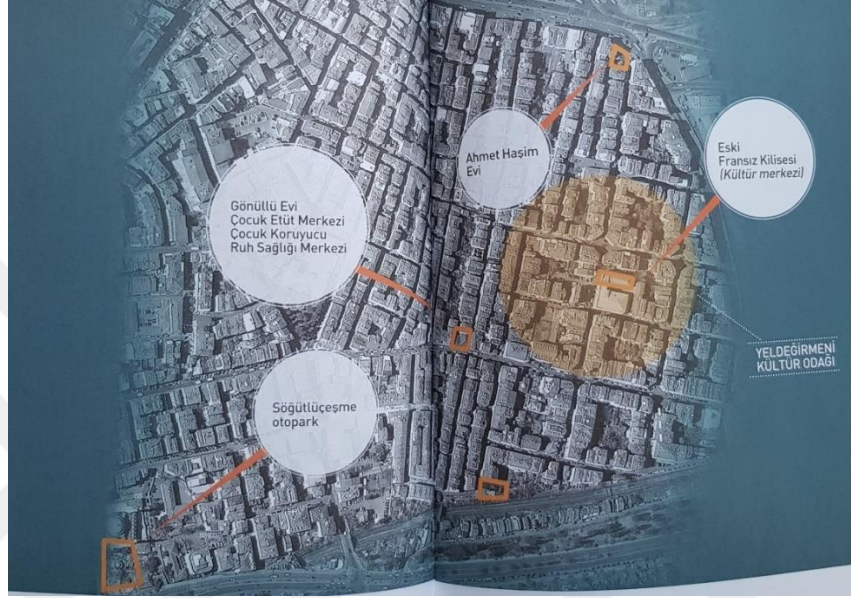 Ahmet Haşim
Evi
Eski
Fransız Kilisesi
(Kültür merkezi)
Gönüllü Evi
Çocuk Etüt Merkezi
Çocuk Koruyucu
Ruh Sağlığı Merkezi
YELDEĞİRMENİ
KÜLTÜR ODAĞI
Söğütlüçeşme
otopark